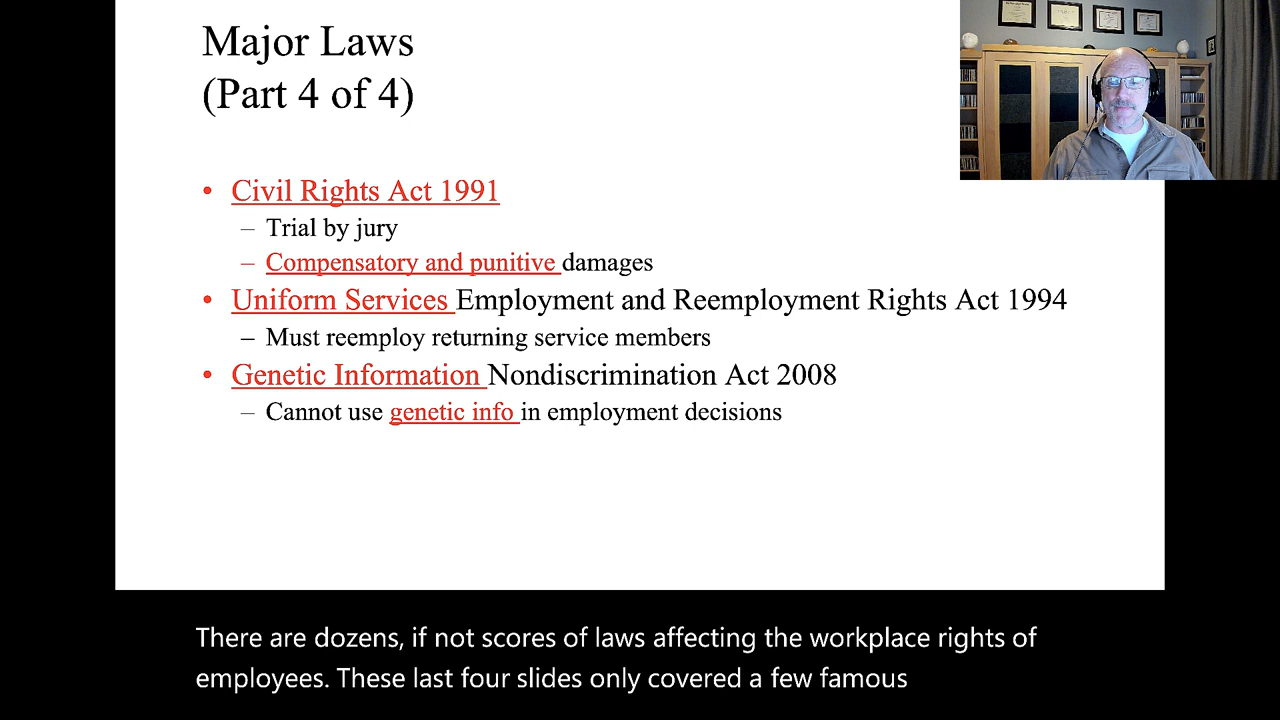 Major Laws
(Part 4 of 4)
• Civil Rights Act 1991
– Trial by jury
– Compensatory and punitive damages
• Uniform Services Employment and Reemployment Rights Act 1994
– Must reemploy returning service members
• Genetic Information Nondiscrimination Act 2008
– Cannot use genetic info in employment decisions
There are dozens, if not scores of laws affecting the workplace rights of
employees. These last four slides only covered a few famous